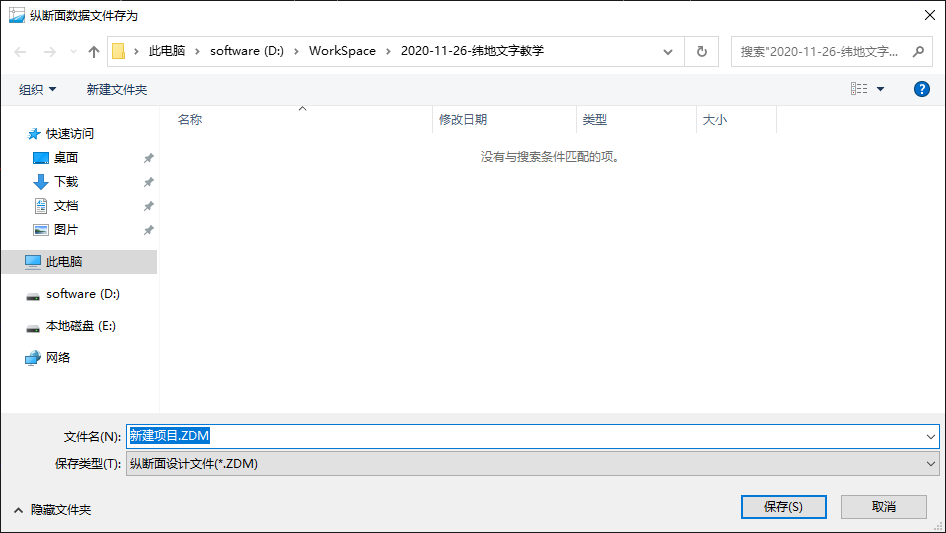 纵断面数据文件存为
此电脑 software (D:) WorkSpace 2020-11-26-纬地文字教学
搜索"2020-11-26-纬地文字...
组织 新建文件夹
?
名称 修改日期 类型 大小
没有与搜索条件匹配的项。
快速访问
桌面
下载
文档
图片
此电脑
software (D:)
本地磁盘 (E:)
网络
文件名(N): 新建项目.ZDM
保存类型(T): 纵断面设计文件(*.ZDM)
隐藏文件夹
保存(S) 取消